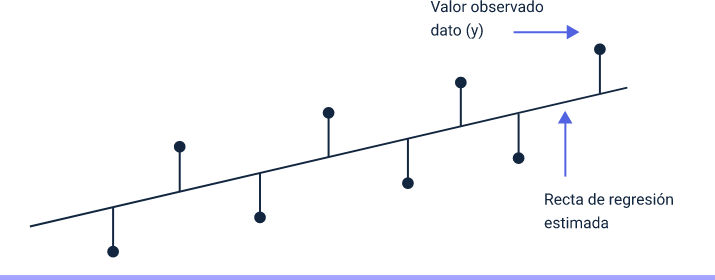 Valor observado
dato (y)
Recta de regresión
estimada